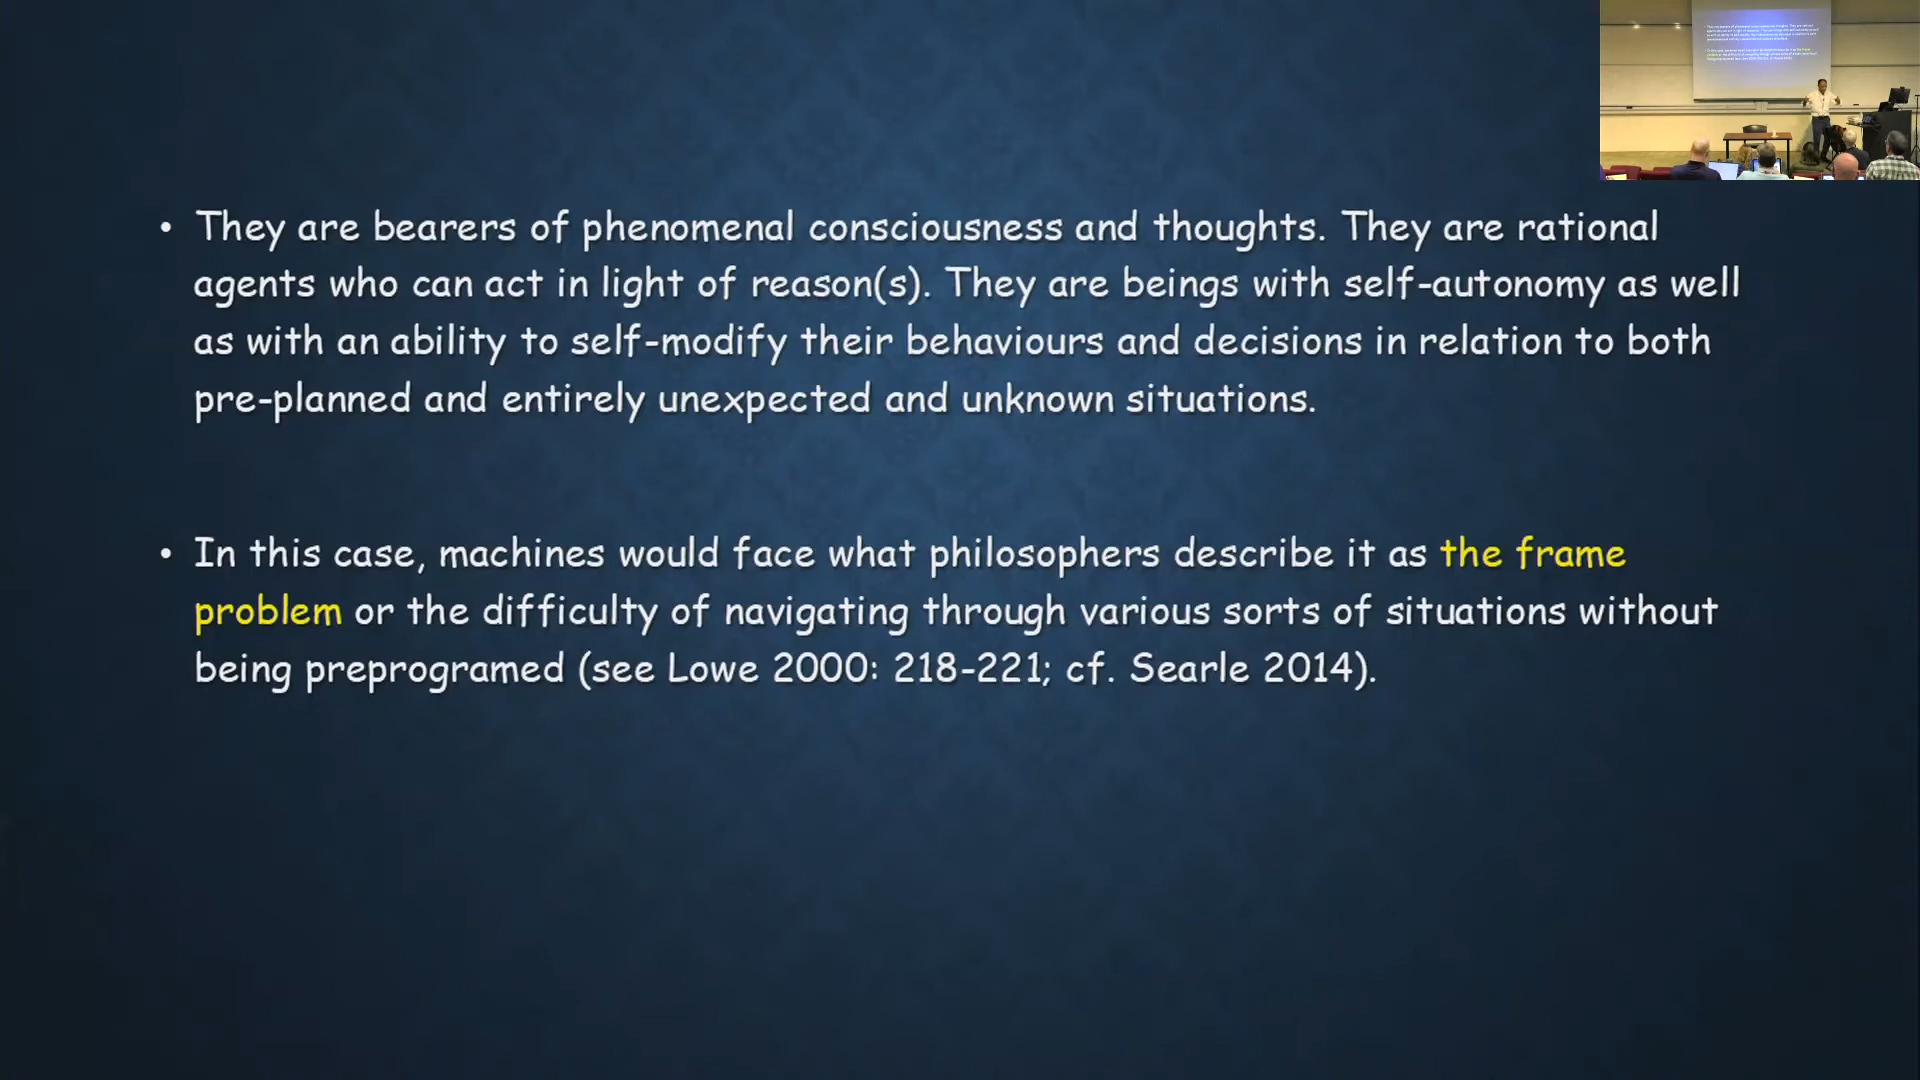 • They are bearers of phenomenal consciousness and thoughts. They are rational
agents who can act in light of reason(s). They are beings with self-autonomy as well
as with an ability to self-modify their behaviours and decisions in relation to both
pre-planned and entirely unexpected and unknown situations.
• In this case, machines would face what philosophers describe it as the frame
problem or the difficulty of navigating through various sorts of situations without
being preprogramed (see Lowe 2000: 218-221; cf. Searle 2014).